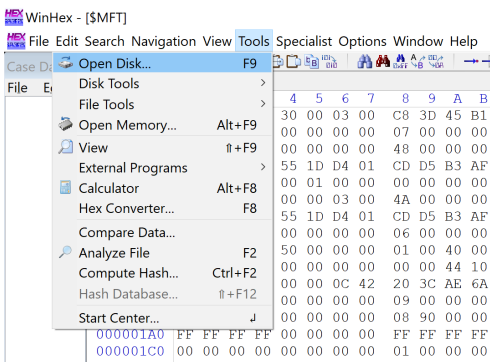 WinHex - [$MFT]
File Edit Search Navigation View Tools Specialist Options Window Help
Case Da
File E
Open Disk... F9
Disk Tools
File Tools
Open Memory... Alt+F9
View ⇑+F9
External Programs
Calculator Alt+F8
Hex Converter... F8
Compare Data...
Analyze File F2
Compute Hash... Ctrl+F2
Hash Database... ⇑+F12
Start Center... ↲
4 5 6 7 8 9 A B
30 00 03 00 C8 3D 45 B1
00 00 00 00 07 00 00 00
00 00 00 00 48 00 00 00
55 1D D4 01 CD D5 B3 AF
00 01 00 00 00 00 00 00
00 00 03 00 4A 00 00 00
55 1D D4 01 CD D5 B3 AF
00 00 00 00 06 00 00 00
50 00 00 00 01 00 40 00
00 00 00 00 00 00 44 10
00 00 0C 42 20 3C AE 6A
00 00 00 00 09 00 00 00
00 00 00 00 08 90 00 00
000001A0 FF FF FF FF FF FF FF FF FF FF FF FF
000001C0 00 00 00 00 00 00 00 00 01 00 00 00